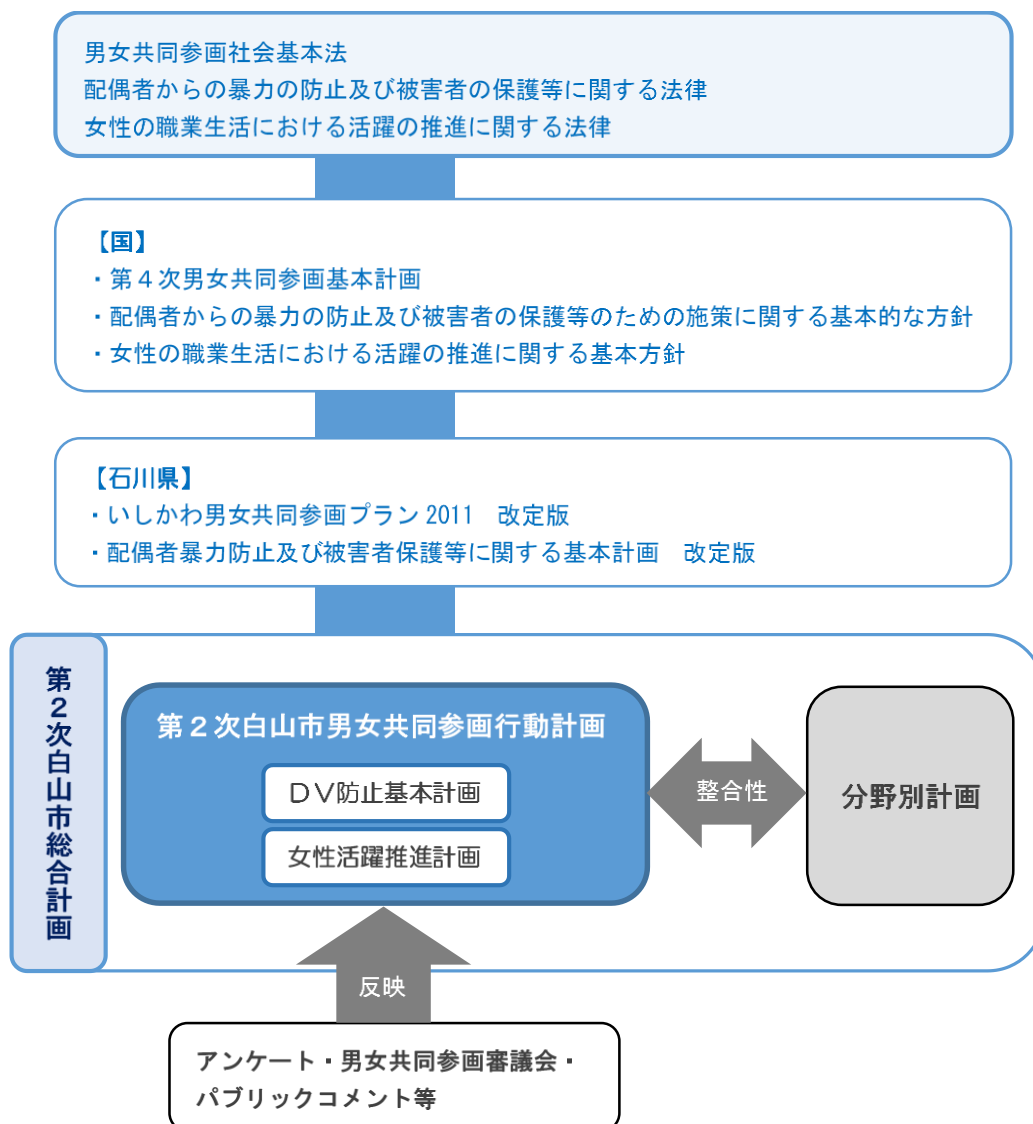 男女共同参画社会基本法
配偶者からの暴力の防止及び被害者の保護等に関する法律
女性の職業生活における活躍の推進に関する法律
【国】
・第４次男女共同参画基本計画
・配偶者からの暴力の防止及び被害者の保護等のための施策に関する基本的な方針
・女性の職業生活における活躍の推進に関する基本方針
【石川県】
・いしかわ男女共同参画プラン 2011　改定版
・配偶者暴力防止及び被害者保護等に関する基本計画　改定版
第２次白山市総合計画
第２次白山市男女共同参画行動計画
ＤＶ防止基本計画
女性活躍推進計画
整合性
分野別計画
反映
アンケート・男女共同参画審議会・
パブリックコメント等